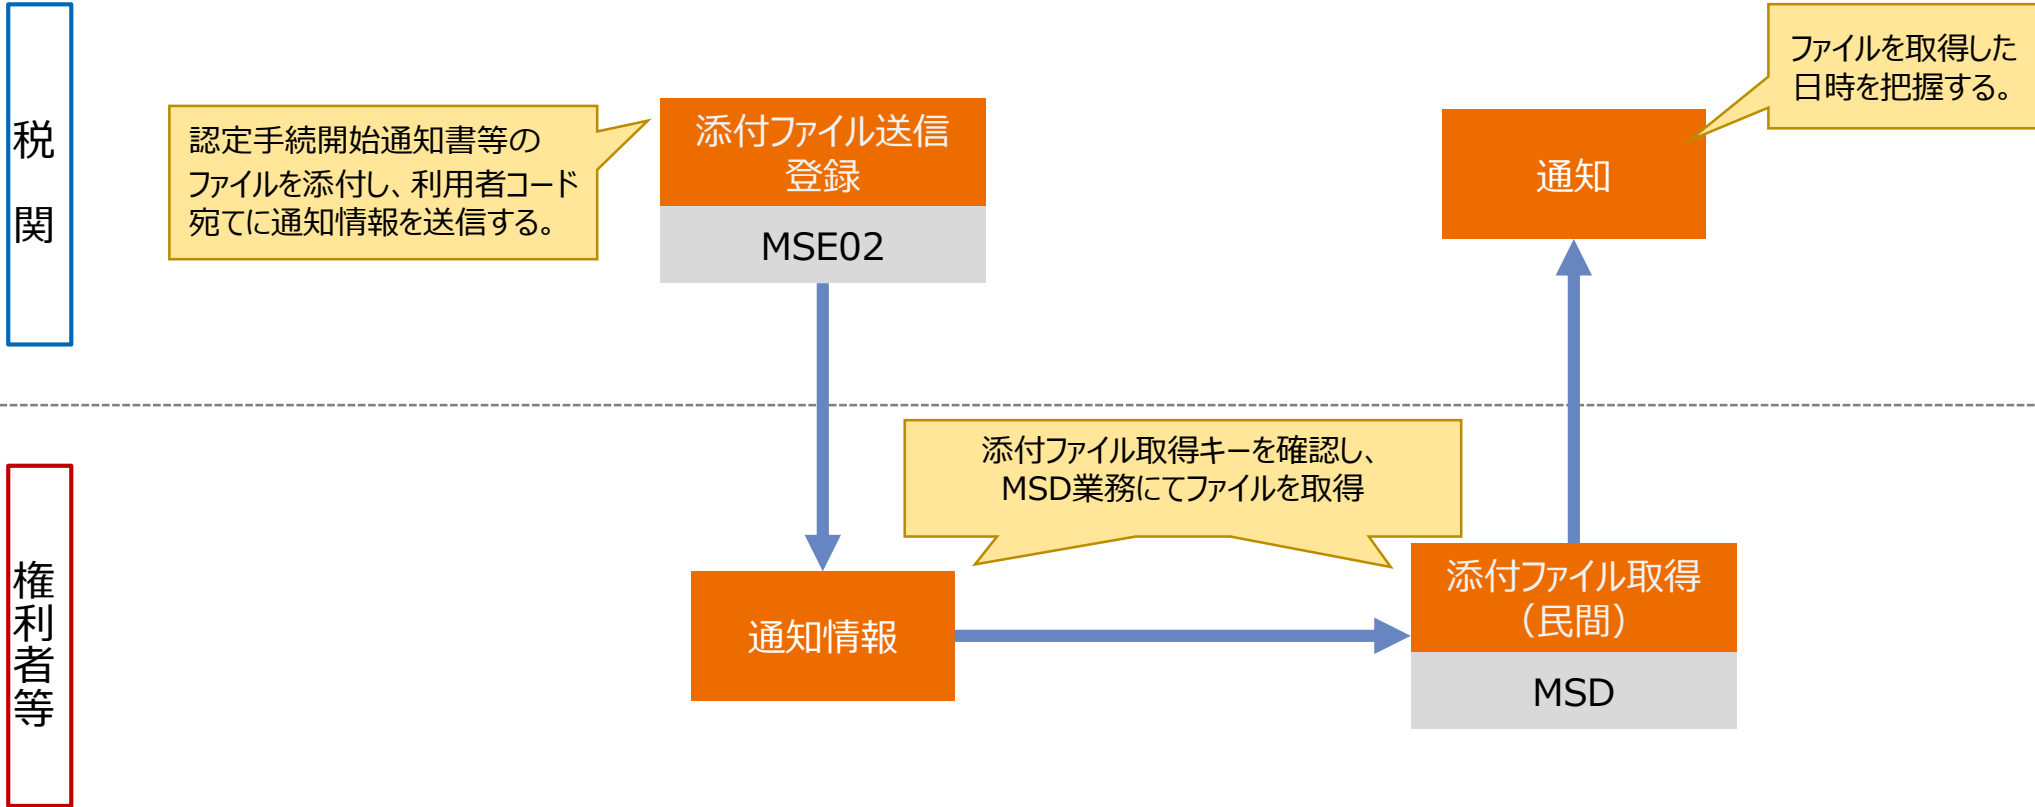 税関
認定手続開始通知書等の
ファイルを添付し、利用者コード
宛てに通知情報を送信する。
添付ファイル送信
登録
MSE02
ファイルを取得した
日時を把握する。
通知
権利者等
添付ファイル取得キーを確認し、
MSD業務にてファイルを取得
通知情報
添付ファイル取得
（民間）
MSD